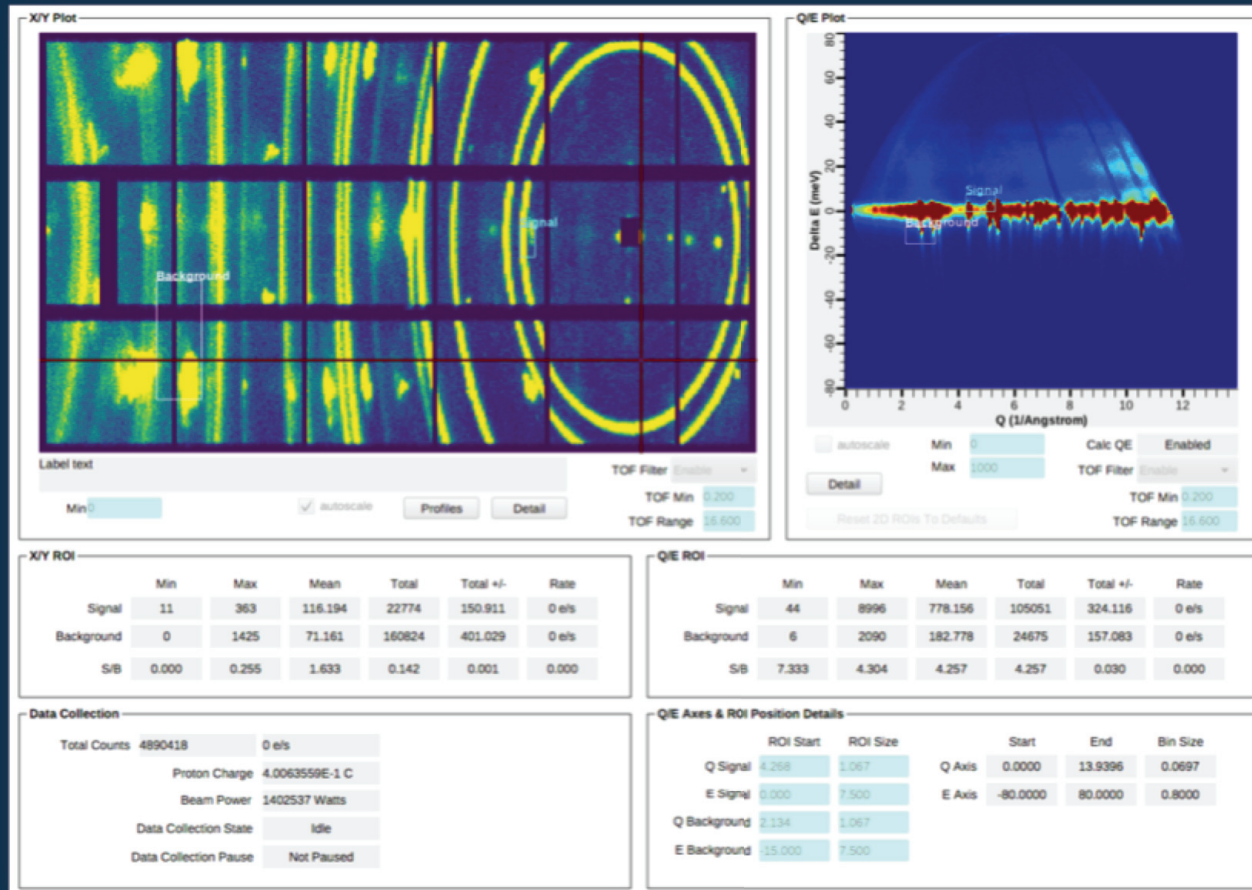 X/Y Plot
Signal
Background
Label text
Min 0
autoscale
Profiles
Detail
TOF Filter Enable
TOF Min 0.200
TOF Range 16.600
Q/E Plot
Signal
Background
Delta E (meV)
80
60
40
20
0
-20
-40
-60
-80
0 2 4 6 8 10 12
Q (1/Angstrom)
autoscale
Min 0
Max 1000
Calc QE Enabled
Detail
TOF Filter Enable
TOF Min 0.200
Reset 2D ROIs To Defaults
TOF Range 16.600
X/Y ROI
Min Max Mean Total Total +/- Rate
Signal 11 363 116.194 22774 150.911 0 e/s
Background 0 1425 71.161 160824 401.029 0 e/s
S/B 0.000 0.255 1.633 0.142 0.001 0.000
Q/E ROI
Min Max Mean Total Total +/- Rate
Signal 44 8996 778.156 105051 324.116 0 e/s
Background 6 2090 182.778 24675 157.083 0 e/s
S/B 7.333 4.304 4.257 4.257 0.030 0.000
Data Collection
Total Counts 4890418 0 e/s
Proton Charge 4.0063559E-1 C
Beam Power 1402537 Watts
Data Collection State Idle
Data Collection Pause Not Paused
Q/E Axes & ROI Position Details
ROI Start ROI Size Start End Bin Size
Q Signal 4.268 1.067 Q Axis 0.0000 13.9396 0.0697
E Signal 0.000 7.500 E Axis -80.0000 80.0000 0.8000
Q Background 2.134 1.067
E Background -15.000 7.500